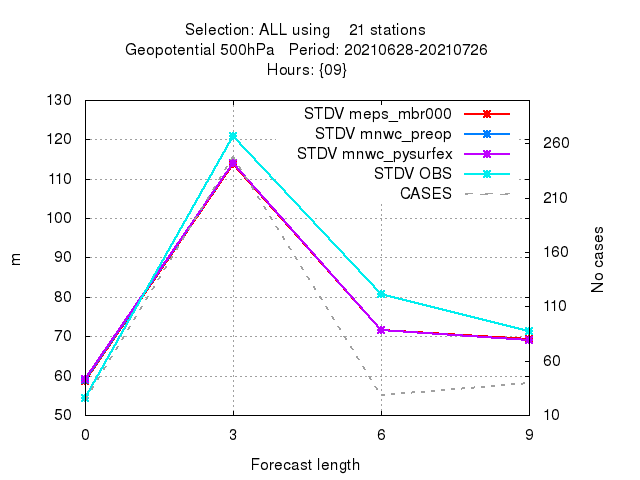 Selection: ALL using 21 stations
Geopotential 500hPa Period: 20210628-20210726
Hours: {09}
STDV meps_mbr000
STDV mnwc_preop
STDV mnwc_pysurfex
STDV OBS
CASES
130
120
110
100
90
80
70
60
50
m
260
210
160
110
60
10
No cases
0 3 6 9
Forecast length